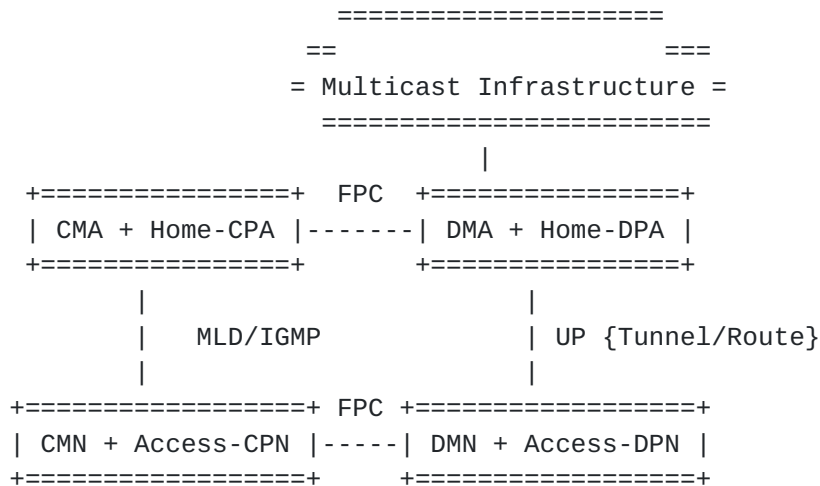 =====================
==                     ===
= Multicast Infrastructure =
=========================
|
+================+  FPC  +================+
| CMA + Home-CPA |-------| DMA + Home-DPA |
+================+       +================+
|                        |
|   MLD/IGMP             | UP {Tunnel/Route}
|                        |
+==================+ FPC +==================+
| CMN + Access-CPN |-----| DMN + Access-DPN |
+==================+     +==================+